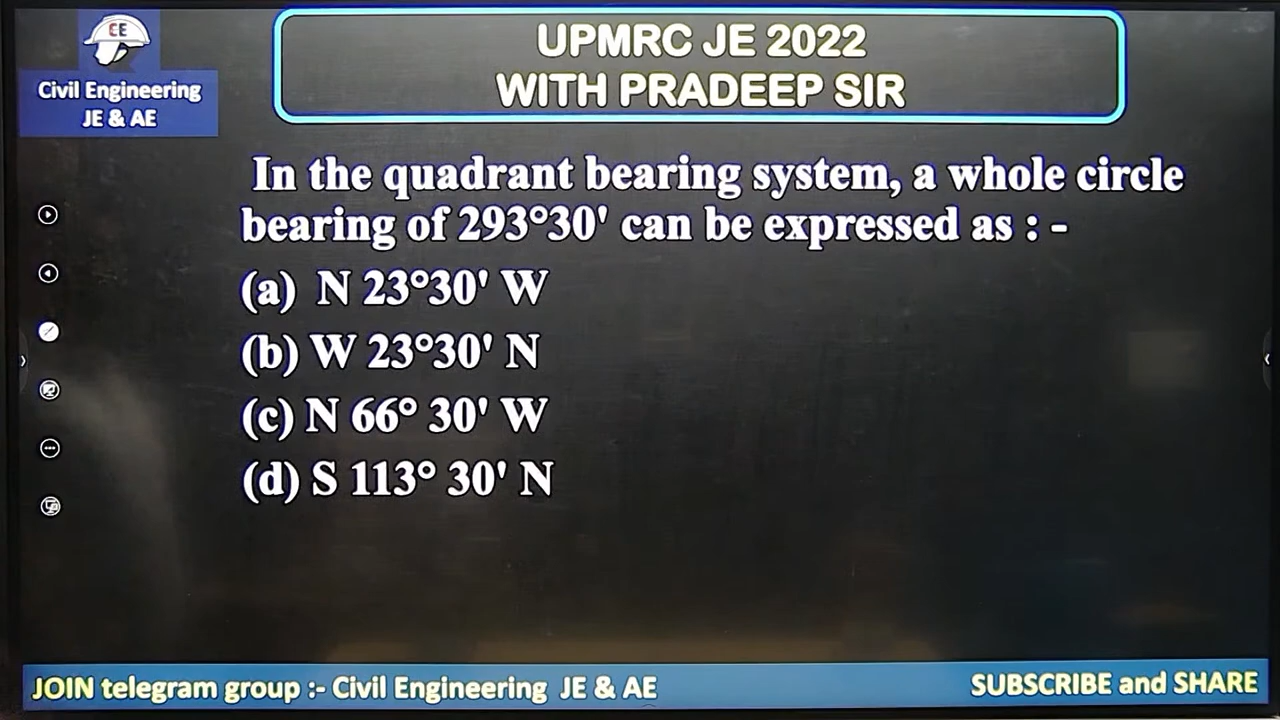 CE
Civil Engineering
JE & AE
UPMRC JE 2022
WITH PRADEEP SIR
In the quadrant bearing system, a whole circle
bearing of 293°30' can be expressed as : -
(a) N 23°30' W
(b) W 23°30' N
(c) N 66° 30' W
(d) S 113° 30' N
JOIN telegram group :- Civil Engineering JE & AE
SUBSCRIBE and SHARE